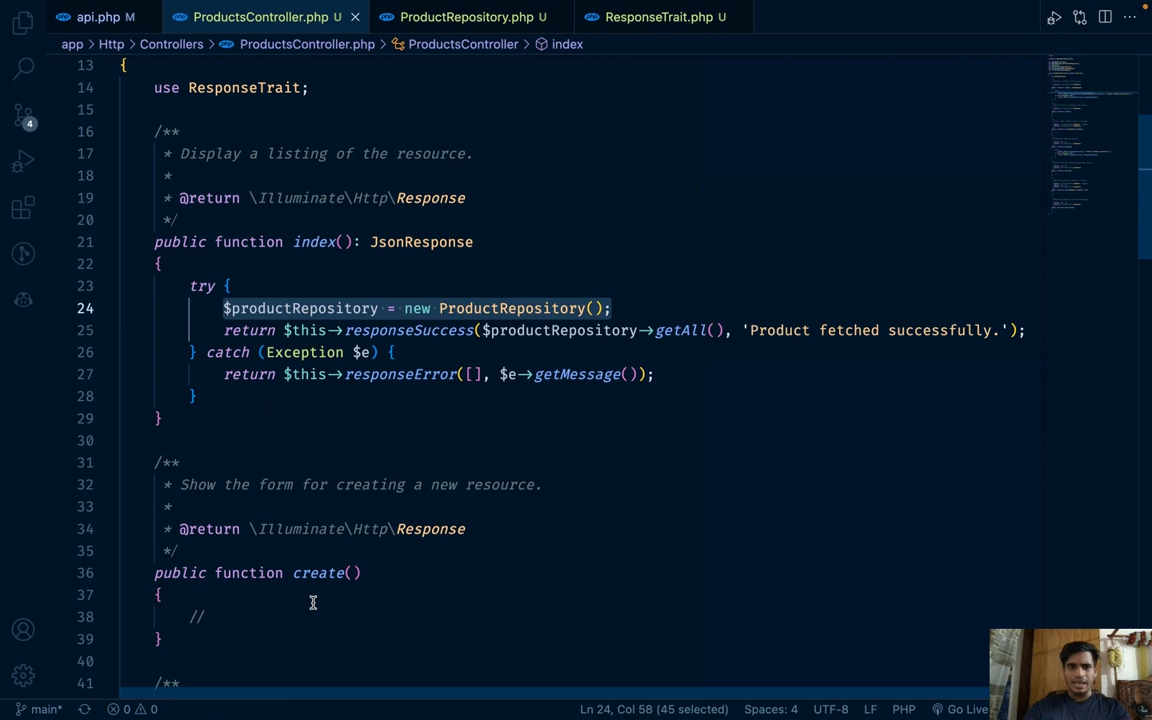 api.php M ProductsController.php U ProductRepository.php U ResponseTrait.php U
app > Http > Controllers > ProductsController.php > ProductsController > index
13 {
14 use ResponseTrait;
15
16 /**
17 * Display a listing of the resource.
18 *
19 * @return \Illuminate\Http\Response
20 */
21 public function index(): JsonResponse
22 {
23 try {
24 $productRepository = new ProductRepository();
25 return $this->responseSuccess($productRepository->getAll(), 'Product fetched successfully.');
26 } catch (Exception $e) {
27 return $this->responseError([], $e->getMessage());
28 }
29 }
30
31 /**
32 * Show the form for creating a new resource.
33 *
34 * @return \Illuminate\Http\Response
35 */
36 public function create()
37 {
38 //
39 }
40
41 /**
4
main* 0 0 Ln 24, Col 58 (45 selected) Spaces: 4 UTF-8 LF PHP Go Live